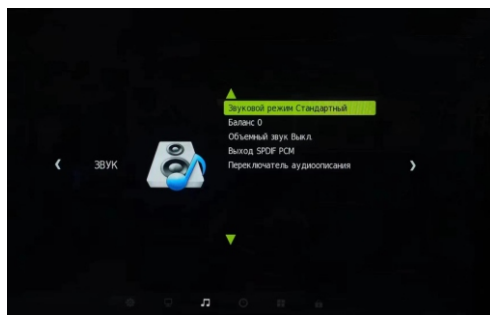 Звуковой режим Стандартный
Баланс 0
Объемный звук Выкл.
Выход SPDIF PCM
ЗВУК
Переключатель аудиоописания